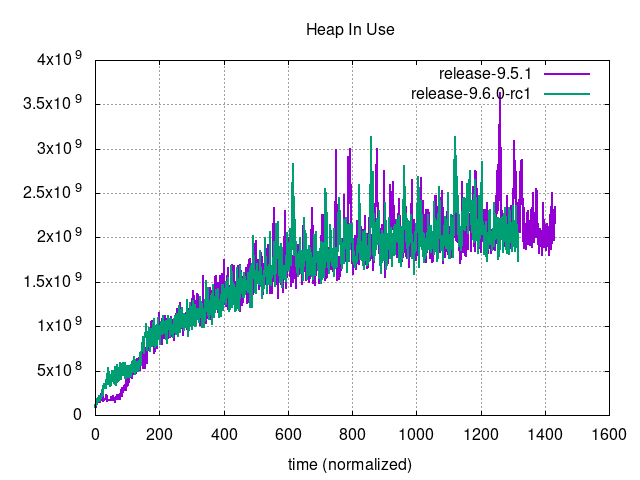 Heap In Use
release-9.5.1
release-9.6.0-rc1
4x10^9
3.5x10^9
3x10^9
2.5x10^9
2x10^9
1.5x10^9
1x10^9
5x10^8
0
0 200 400 600 800 1000 1200 1400 1600
time (normalized)